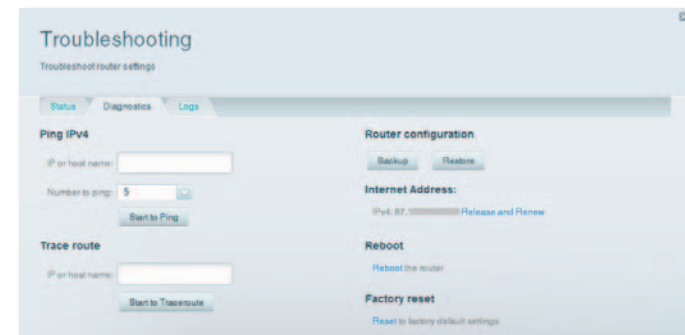 Troubleshooting
Troubleshoot router settings
Status Diagnostics Logs
Ping IPv4
IP or host name:
Number to ping: 5
Start to Ping
Trace route
IP or host name:
Start to Traceroute
Router configuration
Backup Restore
Internet Address:
IPv4: 87. Release and Renew
Reboot
Reboot the router
Factory reset
Reset to factory default settings